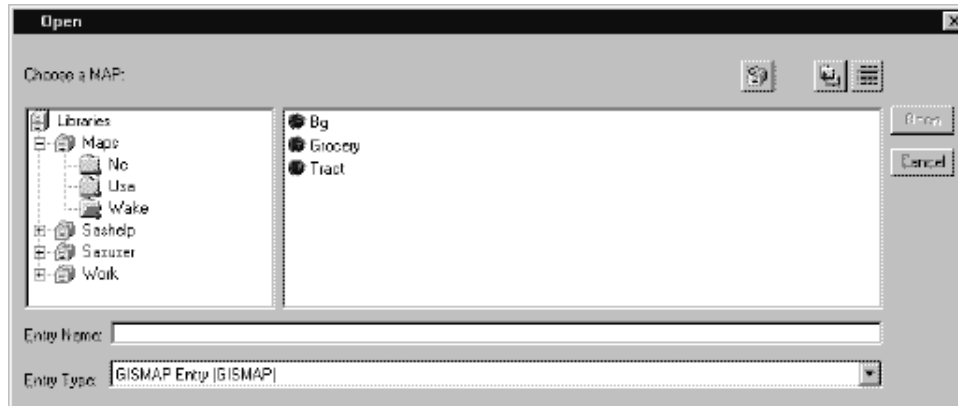 Open
Choose a MAP:
Libraries
Maps
Nc
Usa
Wake
Sashelp
Sasuser
Work
Bg
Grocery
Tract
Open
Cancel
Entry Name:
Entry Type: GISMAP Entry (GISMAP)